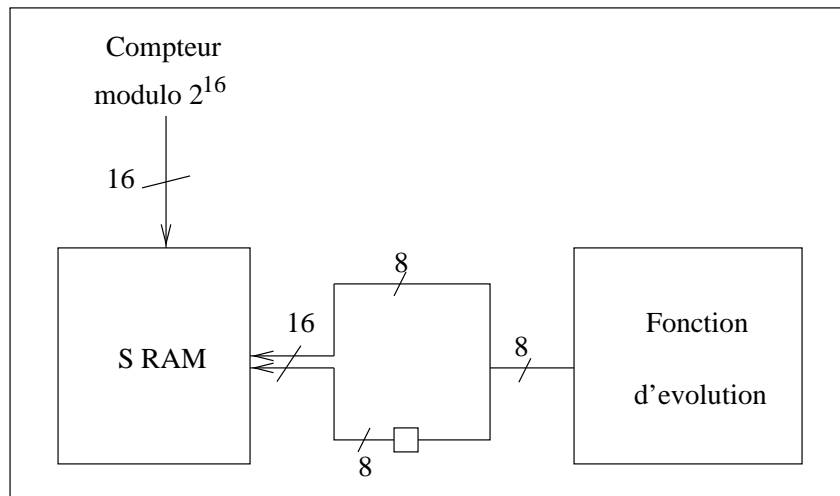 Compteur
modulo 2^16
16
S RAM
16
8
8
8
Fonction
d'evolution